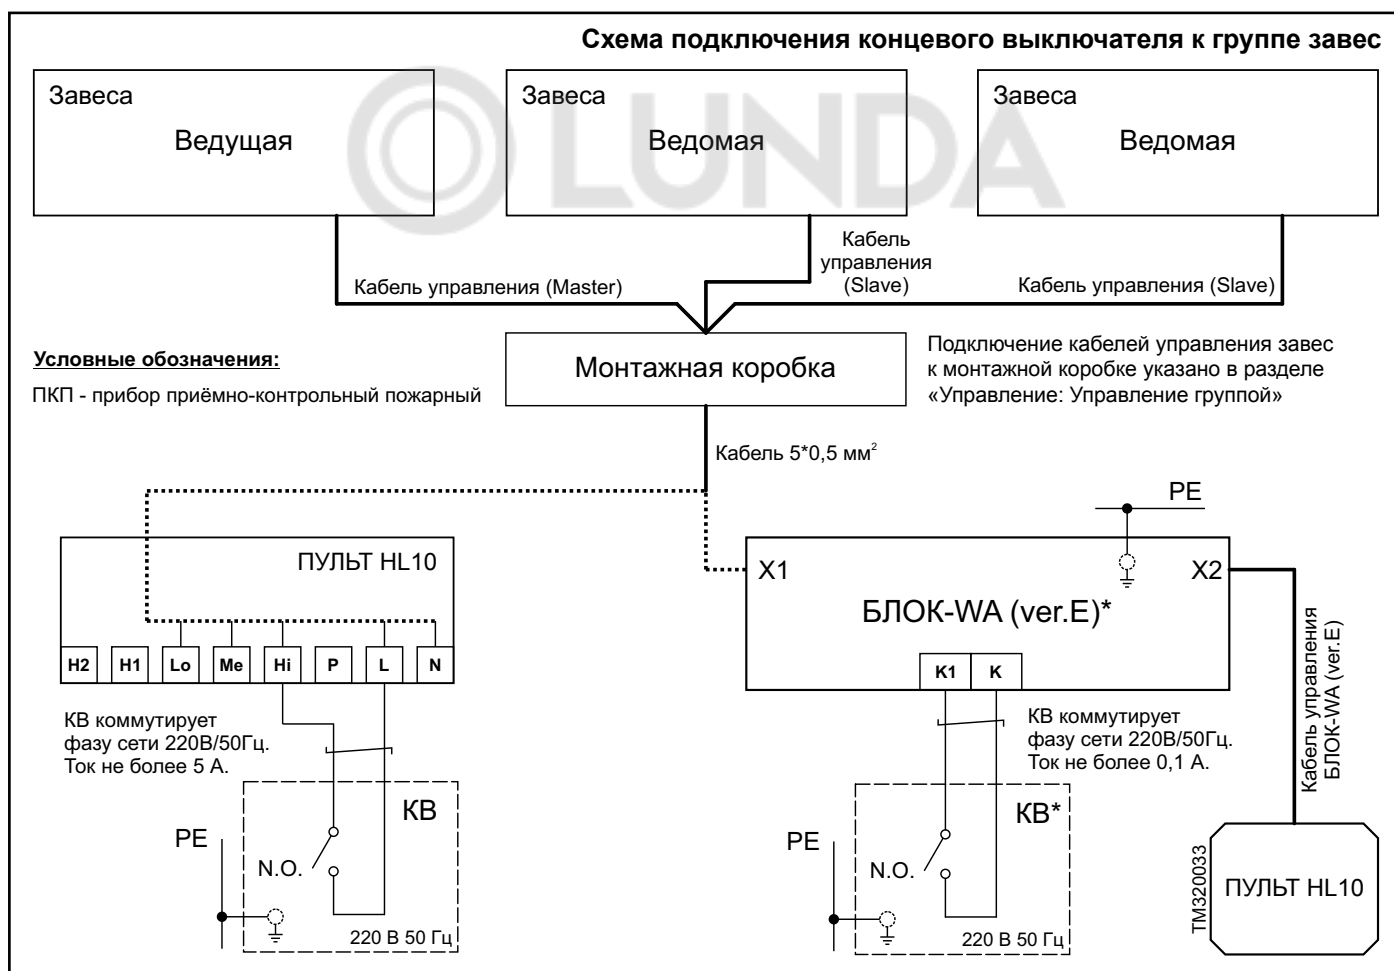 Схема подключения концевого выключателя к группе завес
LUNDA
Завеса
Ведущая
Завеса
Ведомая
Завеса
Ведомая
Кабель управления (Master)
Кабель
управления
(Slave)
Кабель управления (Slave)
Условные обозначения:
ПКП - прибор приёмно-контрольный пожарный
Монтажная коробка
Подключение кабелей управления завес
к монтажной коробке указано в разделе
«Управление: Управление группой»
Кабель 5*0,5 мм²
ПУЛЬТ HL10
H2 H1 Lo Me Hi P L N
КВ коммутирует
фазу сети 220В/50Гц.
Ток не более 5 А.
КВ
PE
N.O.
220 В 50 Гц
PE
X1
X2
БЛОК-WA (ver.E)*
K1 K
КВ коммутирует
фазу сети 220В/50Гц.
Ток не более 0,1 А.
КВ*
PE
N.O.
220 В 50 Гц
Кабель управления
БЛОК-WA (ver.E)
TM320033
ПУЛЬТ HL10